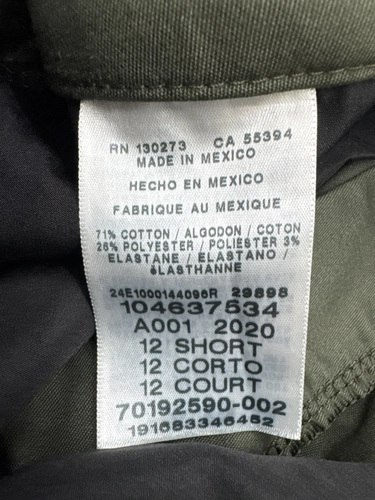 RN 130273 CA 55394
MADE IN MEXICO
HECHO EN MEXICO
FABRIQUE AU MEXIQUE
71% COTTON / ALGODON / COTON
26% POLYESTER / POLIESTER 3%
ELASTANE / ELASTANO /
éLASTHANNE
24E1000144096R 29898
104637534
A001 2020
12 SHORT
12 CORTO
12 COURT
70192590-002
191683346452